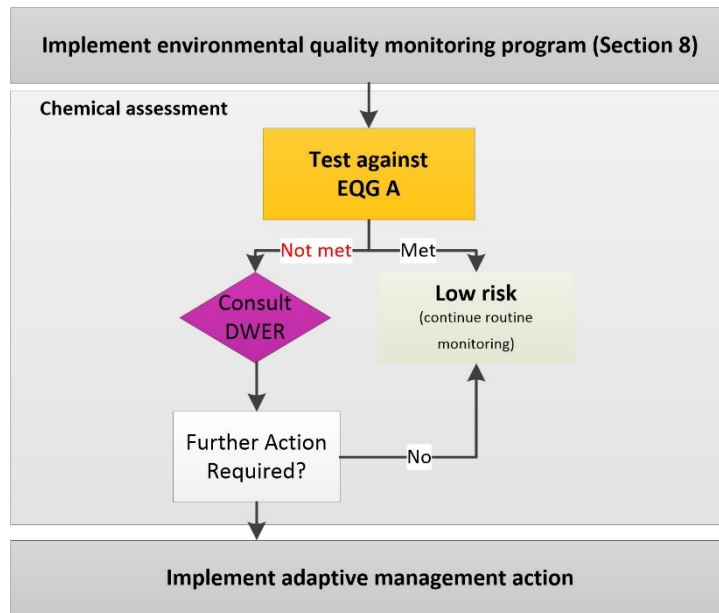 Implement environmental quality monitoring program (Section 8)
Chemical assessment
Test against
EQG A
Not met
Met
Consult
DWER
Low risk
(continue routine
monitoring)
Further Action
Required?
No
Implement adaptive management action